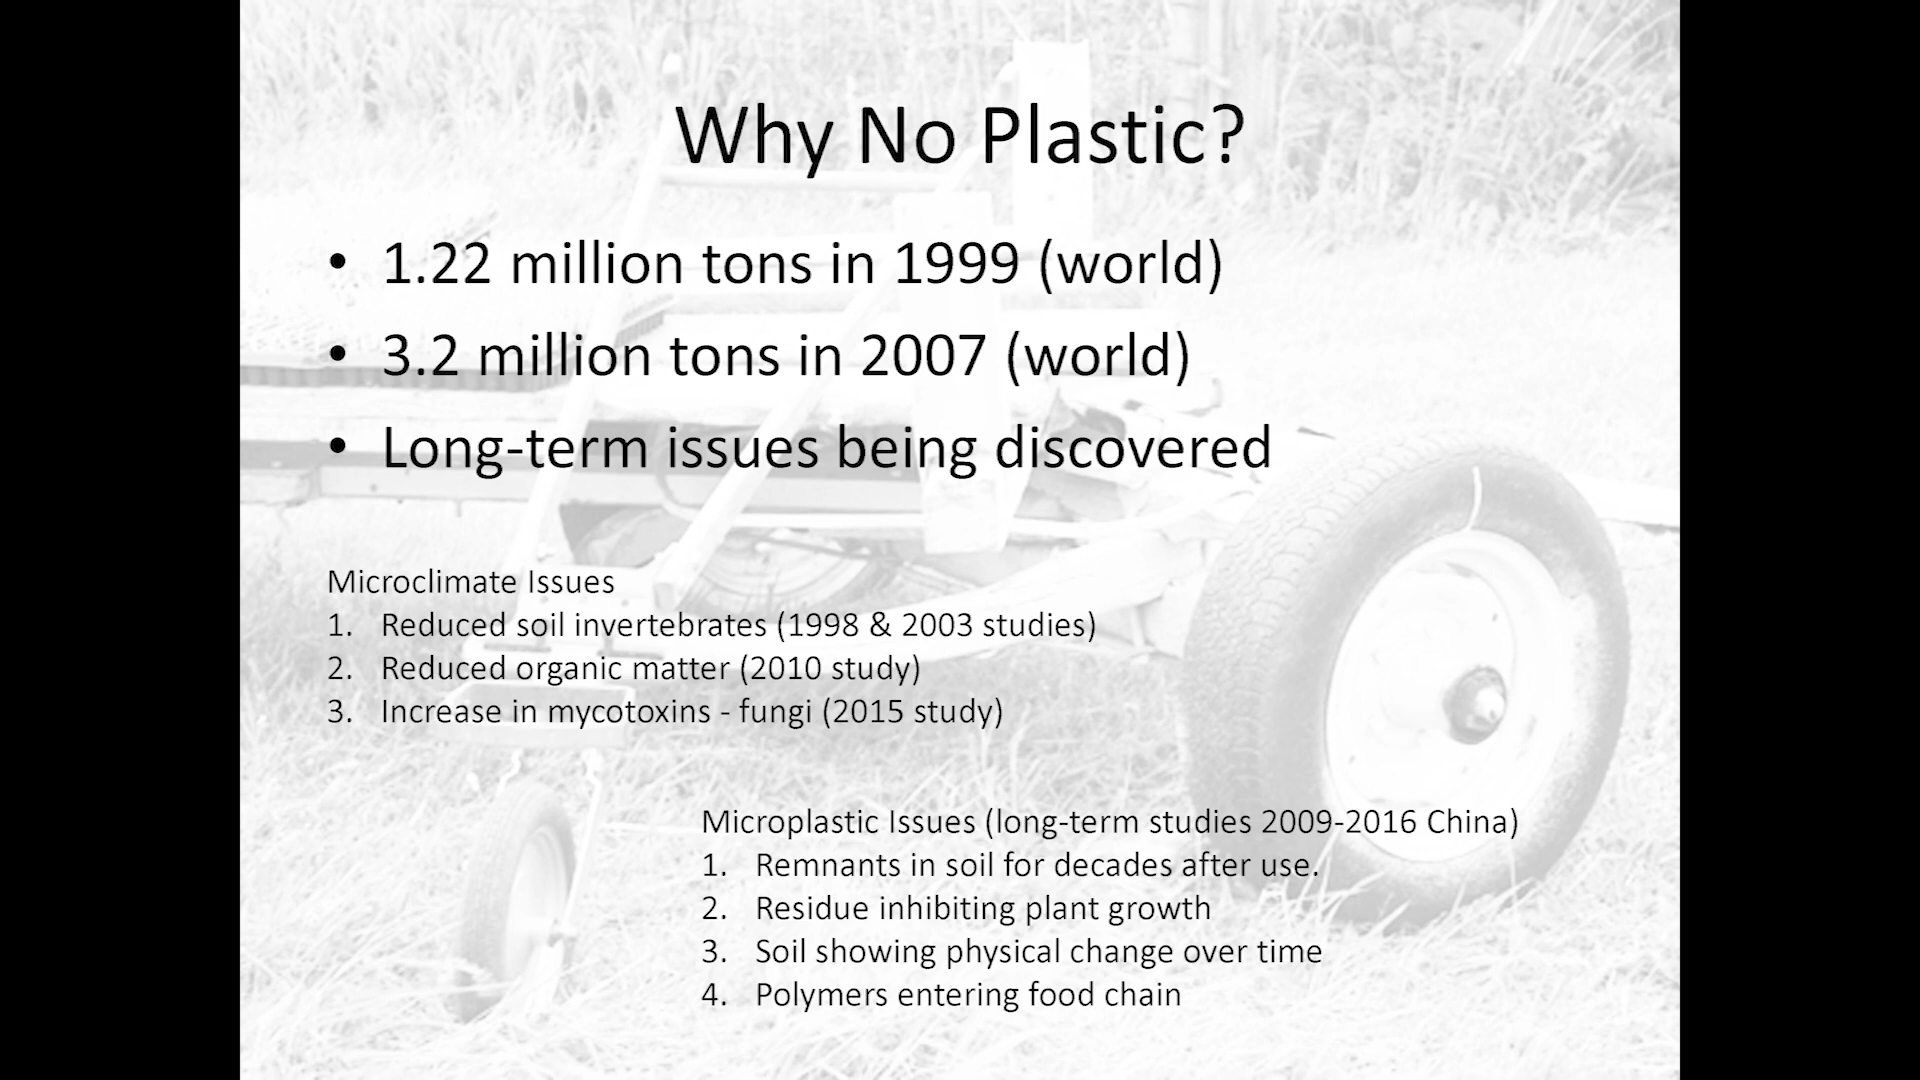 Why No Plastic?
• 1.22 million tons in 1999 (world)
• 3.2 million tons in 2007 (world)
• Long-term issues being discovered
Microclimate Issues
1. Reduced soil invertebrates (1998 & 2003 studies)
2. Reduced organic matter (2010 study)
3. Increase in mycotoxins - fungi (2015 study)
Microplastic Issues (long-term studies 2009-2016 China)
1. Remnants in soil for decades after use.
2. Residue inhibiting plant growth
3. Soil showing physical change over time
4. Polymers entering food chain